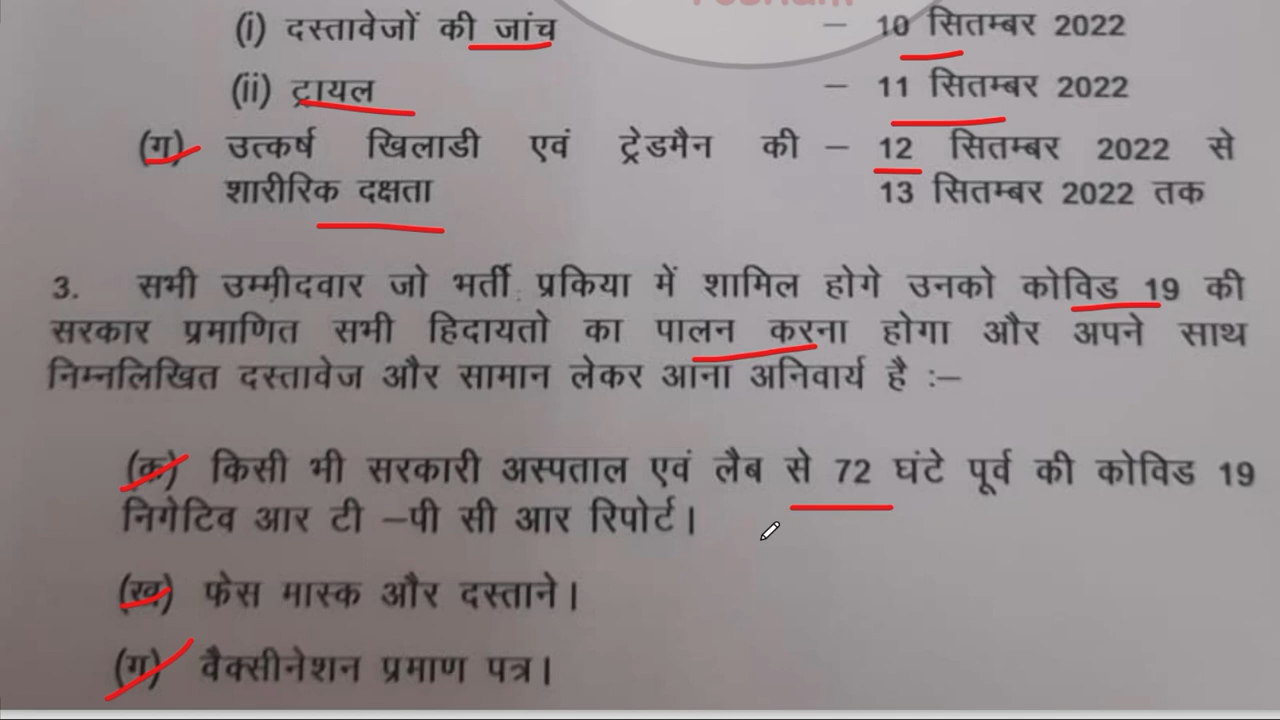 (i) दस्तावेजों की जांच – 10 सितम्बर 2022
(ii) ट्रायल – 11 सितम्बर 2022
(ग) उत्कर्ष खिलाडी एवं ट्रेडमैन की – 12 सितम्बर 2022 से
शारीरिक दक्षता 13 सितम्बर 2022 तक
3. सभी उम्मीदवार जो भर्ती प्रकिया में शामिल होगे उनको कोविड 19 की
सरकार प्रमाणित सभी हिदायतो का पालन करना होगा और अपने साथ
निम्नलिखित दस्तावेज और सामान लेकर आना अनिवार्य है :–
(क) किसी भी सरकारी अस्पताल एवं लैब से 72 घंटे पूर्व की कोविड 19
निगेटिव आर टी –पी सी आर रिपोर्ट।
(ख) फेस मास्क और दस्ताने।
(ग) वैक्सीनेशन प्रमाण पत्र।